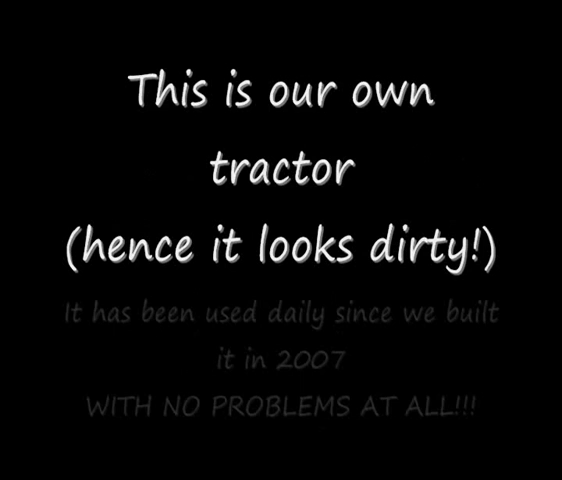 This is our own
tractor
(hence it looks dirty!)
It has been used daily since we built
it in 2007
WITH NO PROBLEMS AT ALL!!!